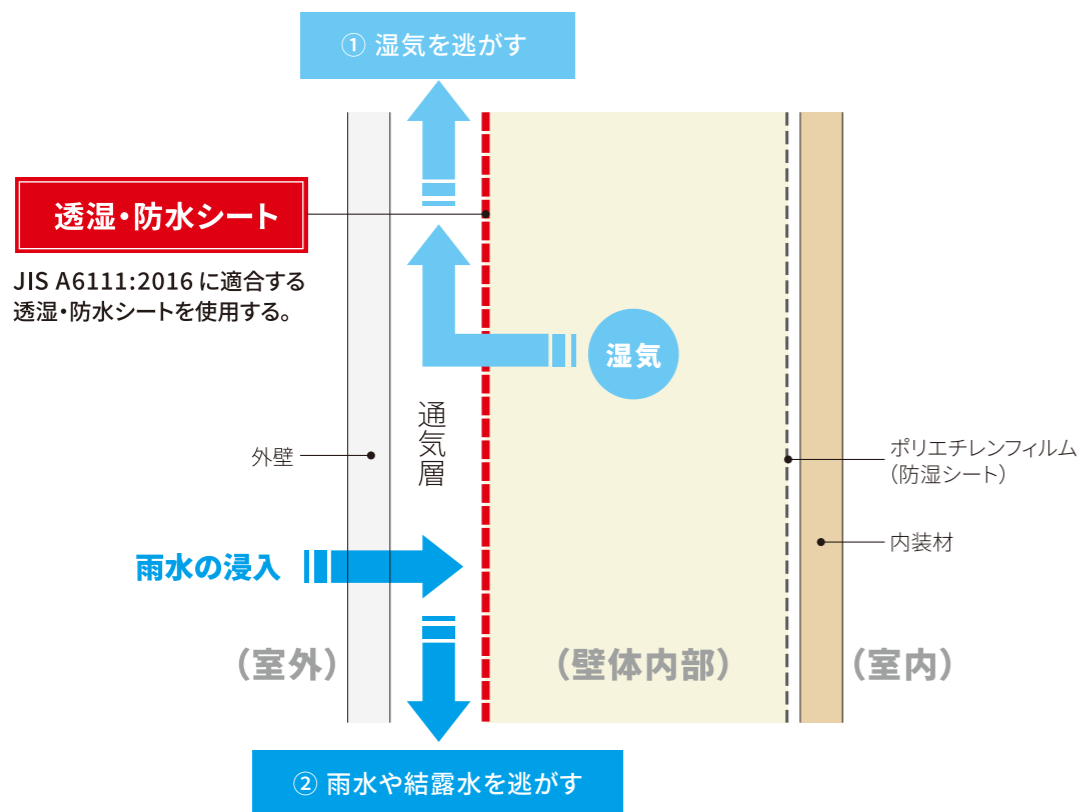 ① 湿気を逃がす
透湿・防水シート
JIS A6111:2016 に適合する
透湿・防水シートを使用する。
湿気
通気層
外壁
ポリエチレンフィルム
（防湿シート）
内装材
雨水の浸入
（室外）
（壁体内部）
（室内）
② 雨水や結露水を逃がす